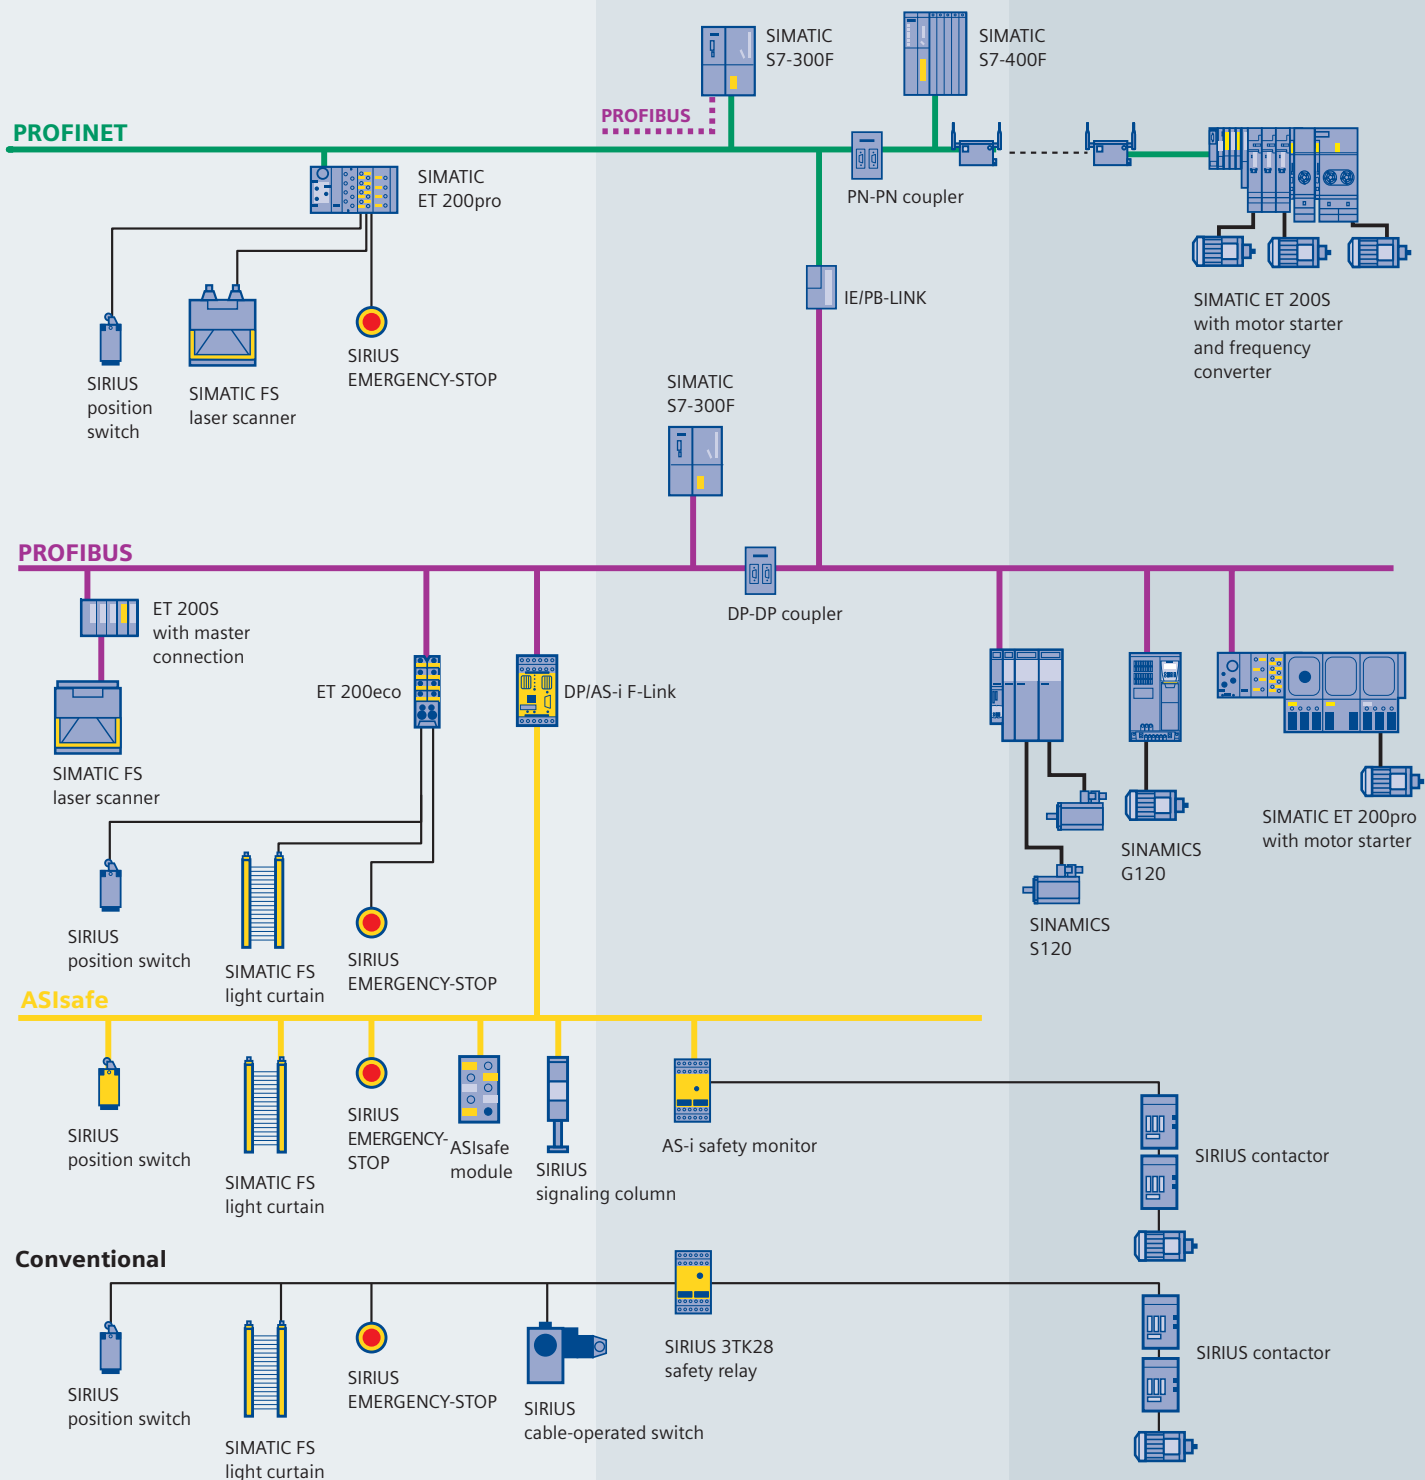 SIMATIC
S7-300F
SIMATIC
S7-400F
PROFIBUS
PROFINET
SIMATIC
ET 200pro
PN-PN coupler
IE/PB-LINK
SIMATIC ET 200S
with motor starter
and frequency
converter
SIRIUS
position
switch
SIMATIC FS
laser scanner
SIRIUS
EMERGENCY-STOP
SIMATIC
S7-300F
PROFIBUS
ET 200S
with master
connection
DP-DP coupler
ET 200eco
DP/AS-i F-Link
SIMATIC FS
laser scanner
SIMATIC ET 200pro
with motor starter
SINAMICS
G120
SINAMICS
S120
SIRIUS
position switch
SIMATIC FS
light curtain
SIRIUS
EMERGENCY-STOP
ASIsafe
SIRIUS
position switch
SIMATIC FS
light curtain
SIRIUS
EMERGENCY-
STOP
ASIsafe
module
SIRIUS
signaling column
AS-i safety monitor
SIRIUS contactor
Conventional
SIRIUS
position switch
SIMATIC FS
light curtain
SIRIUS
EMERGENCY-STOP
SIRIUS
cable-operated switch
SIRIUS 3TK28
safety relay
SIRIUS contactor